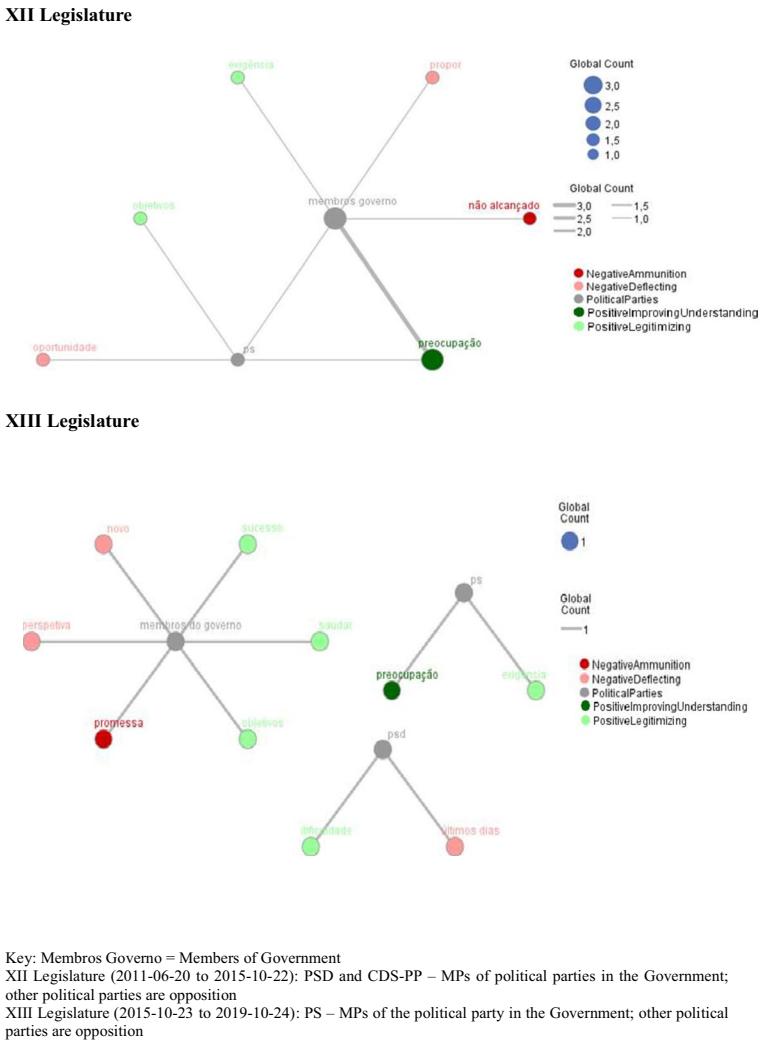 XII Legislature
exigência
propor
Global Count
3,0
2,5
2,0
1,5
1,0
objetivos
membros governo
não alcançado
Global Count
3,0
1,5
2,5
1,0
2,0
NegativeAmmunition
NegativeDeflecting
PoliticalParties
PositiveImprovingUnderstanding
PositiveLegitimizing
oportunidade
ps
preocupação
XIII Legislature
novo
sucesso
Global
Count
1
perspetiva
membros do governo
saudar
ps
Global
Count
1
preocupação
exigência
NegativeAmmunition
NegativeDeflecting
PoliticalParties
PositiveImprovingUnderstanding
PositiveLegitimizing
promessa
objetivos
psd
últimos dias
Key: Membros Governo = Members of Government
XII Legislature (2011-06-20 to 2015-10-22): PSD and CDS-PP – MPs of political parties in the Government;
other political parties are opposition
XIII Legislature (2015-10-23 to 2019-10-24): PS – MPs of the political party in the Government; other political
parties are opposition